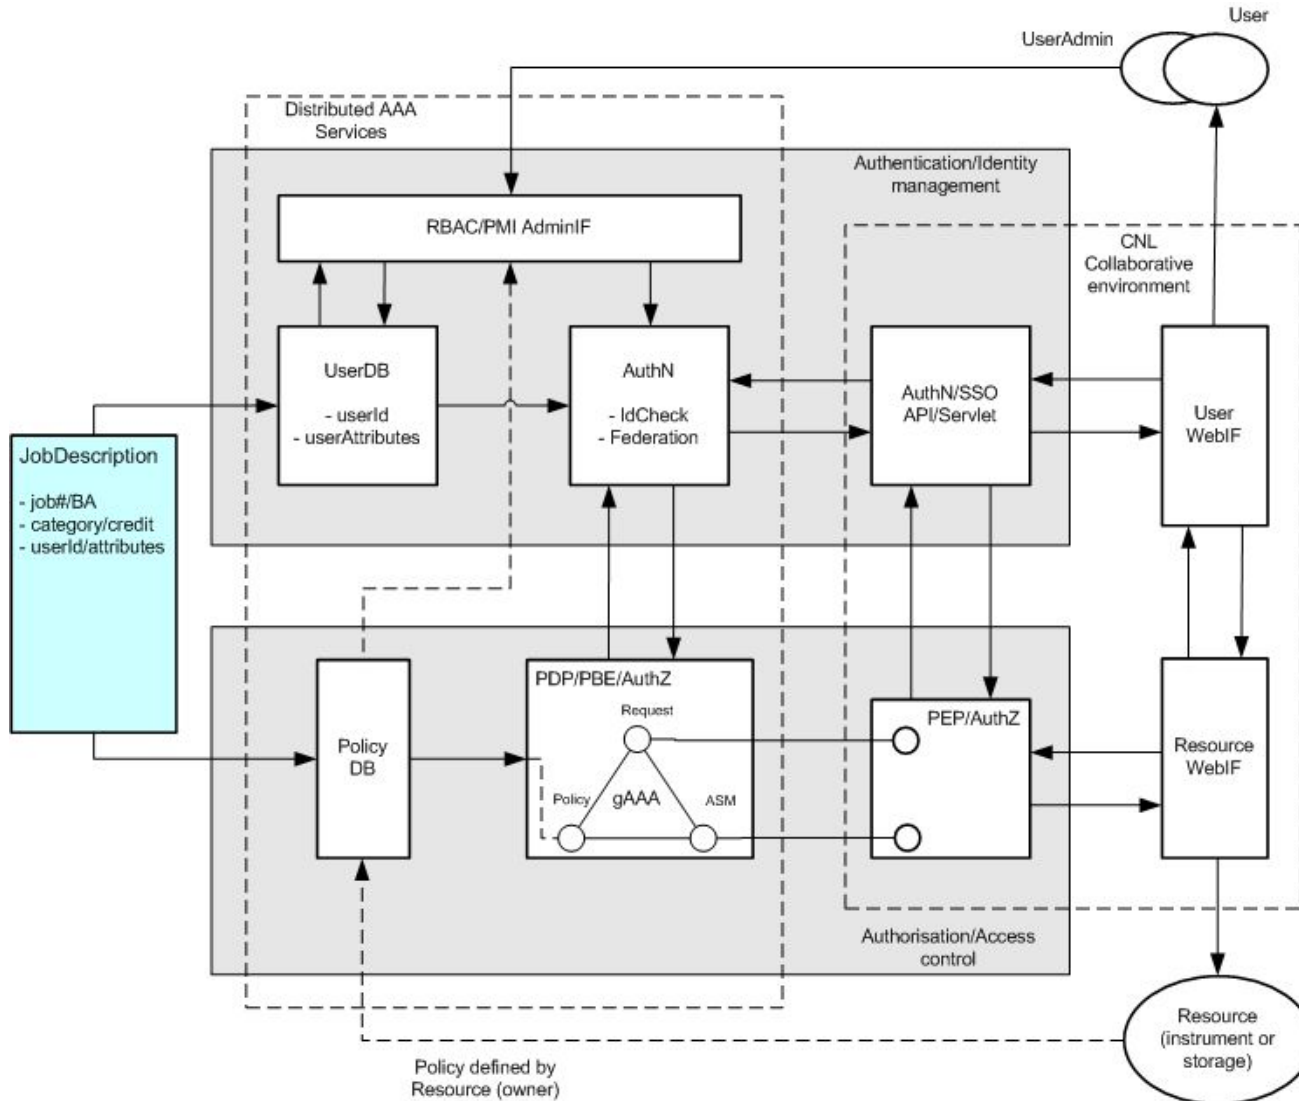 User
UserAdmin
Distributed AAA
Services
Authentication/Identity
management
RBAC/PMI AdminIF
CNL
Collaborative
environment
UserDB
- userId
- userAttributes
AuthN
- IdCheck
- Federation
AuthN/SSO
API/Servlet
User
WebIF
JobDescription
- job#/BA
- category/credit
- userId/attributes
Policy
DB
PDP/PBE/AuthZ
Request
Policy
gAAA
ASM
PEP/AuthZ
Resource
WebIF
Authorisation/Access
control
Resource
(instrument or
storage)
Policy defined by
Resource (owner)